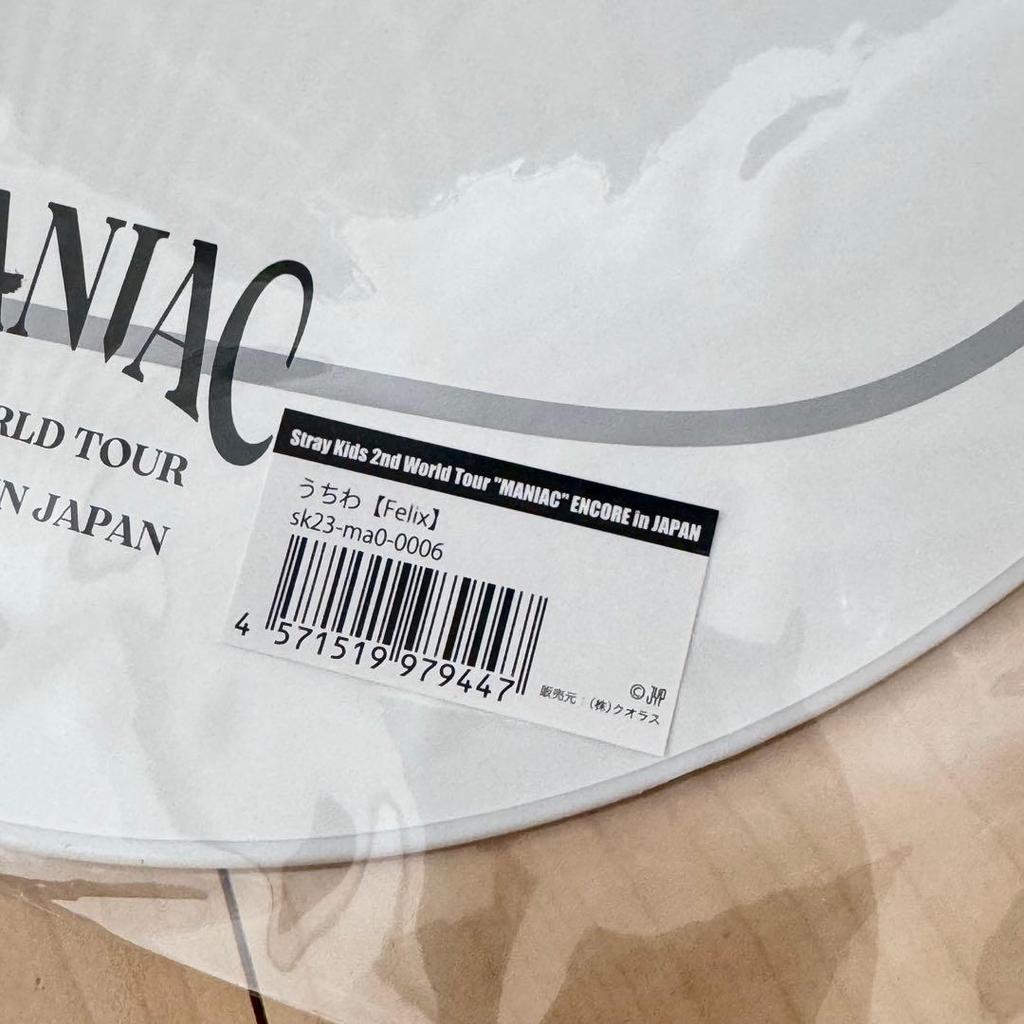 ANIAC
RLD TOUR
IN JAPAN
Stray Kids 2nd World Tour "MANIAC" ENCORE in JAPAN
うちわ【Felix】
sk23-ma0-0006
4 571519 979447
©JYP
販売元：(株)クオラス